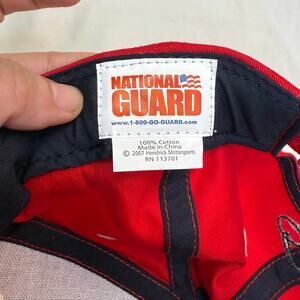 NATIONAL
GUARD
www.1-800-GO-GUARD.com
100% Cotton
Made in China
© 2007 Hendrick Motorsports
RN 113701